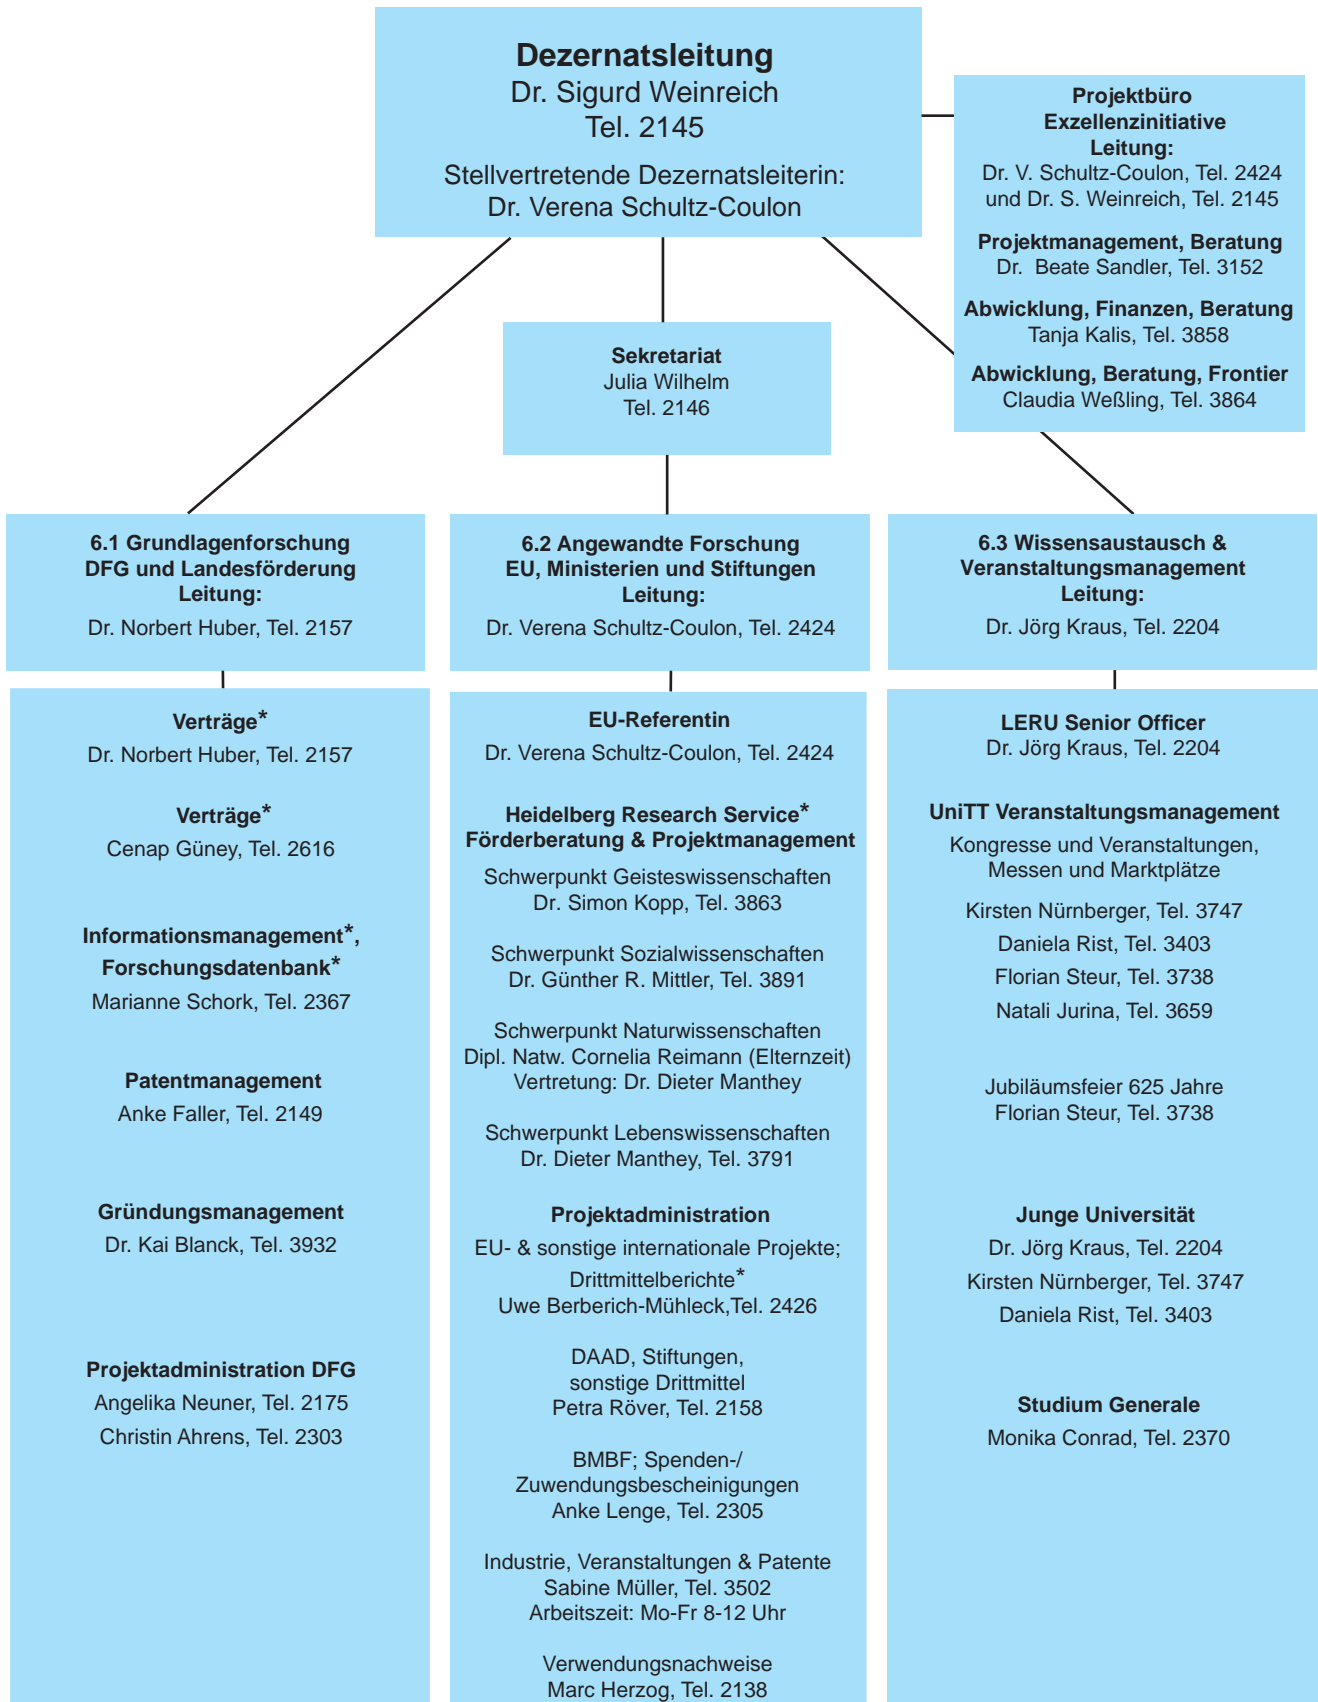 Dezernatsleitung
Dr. Sigurd Weinreich
Tel. 2145
Stellvertretende Dezernatsleiterin:
Dr. Verena Schultz-Coulon
Projektbüro
Exzellenzinitiative
Leitung:
Dr. V. Schultz-Coulon, Tel. 2424
und Dr. S. Weinreich, Tel. 2145
Projektmanagement, Beratung
Dr. Beate Sandler, Tel. 3152
Abwicklung, Finanzen, Beratung
Tanja Kalis, Tel. 3858
Abwicklung, Beratung, Frontier
Claudia Weßling, Tel. 3864
Sekretariat
Julia Wilhelm
Tel. 2146
6.1 Grundlagenforschung
DFG und Landesförderung
Leitung:
Dr. Norbert Huber, Tel. 2157
Verträge*
Dr. Norbert Huber, Tel. 2157
Verträge*
Cenap Güney, Tel. 2616
Informationsmanagement*,
Forschungsdatenbank*
Marianne Schork, Tel. 2367
Patentmanagement
Anke Faller, Tel. 2149
Gründungsmanagement
Dr. Kai Blanck, Tel. 3932
Projektadministration DFG
Angelika Neuner, Tel. 2175
Christin Ahrens, Tel. 2303
6.2 Angewandte Forschung
EU, Ministerien und Stiftungen
Leitung:
Dr. Verena Schultz-Coulon, Tel. 2424
EU-Referentin
Dr. Verena Schultz-Coulon, Tel. 2424
Heidelberg Research Service*
Förderberatung & Projektmanagement
Schwerpunkt Geisteswissenschaften
Dr. Simon Kopp, Tel. 3863
Schwerpunkt Sozialwissenschaften
Dr. Günther R. Mittler, Tel. 3891
Schwerpunkt Naturwissenschaften
Dipl. Natw. Cornelia Reimann (Elternzeit)
Vertretung: Dr. Dieter Manthey
Schwerpunkt Lebenswissenschaften
Dr. Dieter Manthey, Tel. 3791
Projektadministration
EU- & sonstige internationale Projekte;
Drittmittelberichte*
Uwe Berberich-Mühleck,Tel. 2426
DAAD, Stiftungen,
sonstige Drittmittel
Petra Röver, Tel. 2158
BMBF; Spenden-/
Zuwendungsbescheinigungen
Anke Lenge, Tel. 2305
Industrie, Veranstaltungen & Patente
Sabine Müller, Tel. 3502
Arbeitszeit: Mo-Fr 8-12 Uhr
Verwendungsnachweise
Marc Herzog, Tel. 2138
6.3 Wissensaustausch &
Veranstaltungsmanagement
Leitung:
Dr. Jörg Kraus, Tel. 2204
LERU Senior Officer
Dr. Jörg Kraus, Tel. 2204
UniTT Veranstaltungsmanagement
Kongresse und Veranstaltungen,
Messen und Marktplätze
Kirsten Nürnberger, Tel. 3747
Daniela Rist, Tel. 3403
Florian Steur, Tel. 3738
Natali Jurina, Tel. 3659
Jubiläumsfeier 625 Jahre
Florian Steur, Tel. 3738
Junge Universität
Dr. Jörg Kraus, Tel. 2204
Kirsten Nürnberger, Tel. 3747
Daniela Rist, Tel. 3403
Studium Generale
Monika Conrad, Tel. 2370